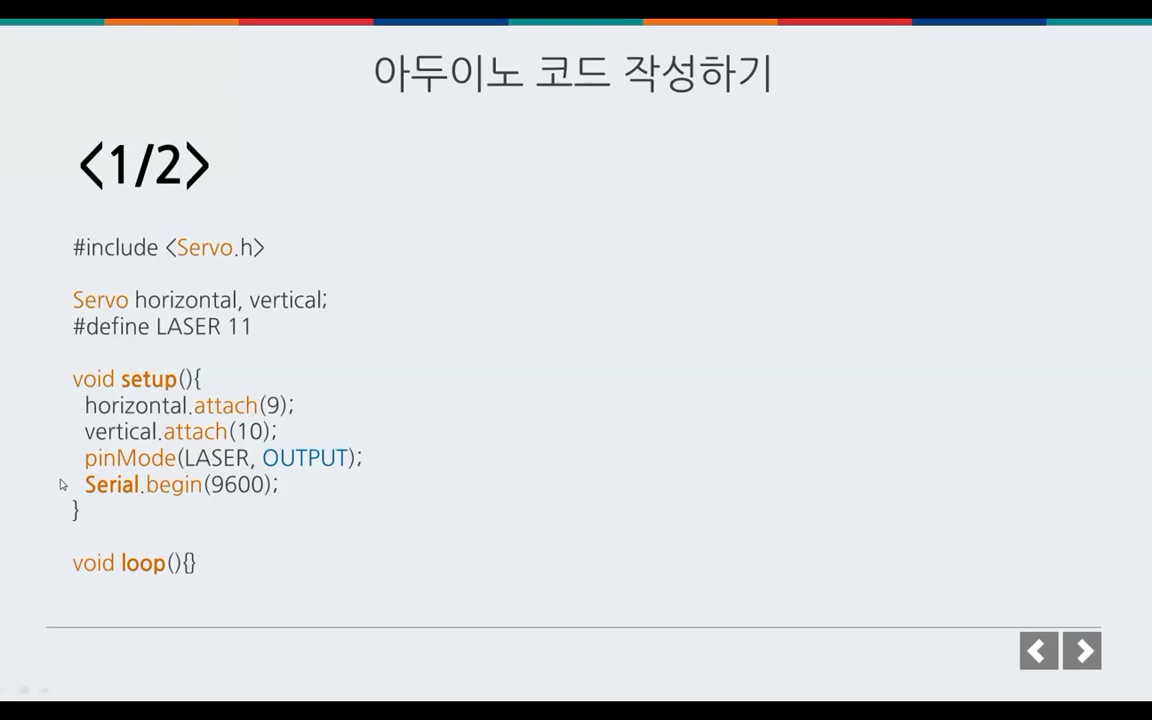 아두이노 코드 작성하기
<1/2>
#include <Servo.h>
Servo horizontal, vertical;
#define LASER 11
void setup(){
horizontal.attach(9);
vertical.attach(10);
pinMode(LASER, OUTPUT);
Serial.begin(9600);
}
void loop(){}